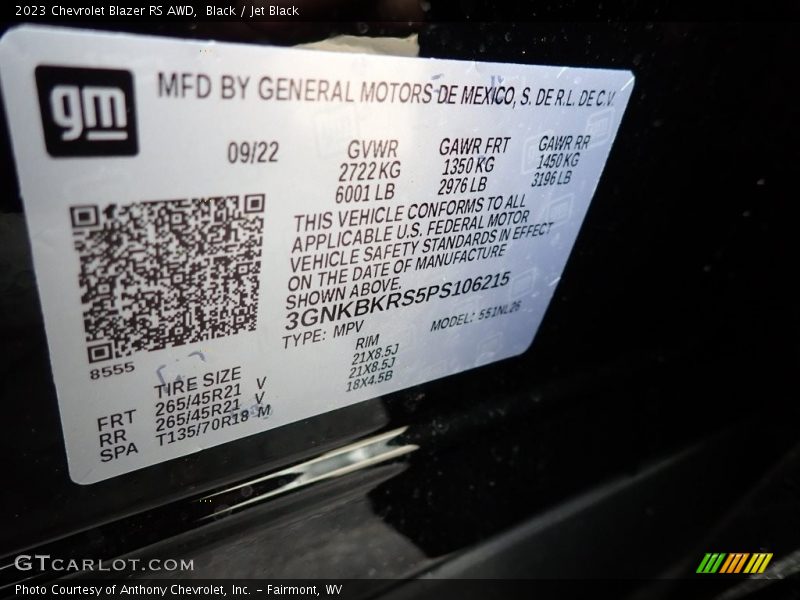 2023 Chevrolet Blazer RS AWD, Black / Jet Black
gm
MFD BY GENERAL MOTORS DE MEXICO, S. DE R.L. DE C.V.
09/22 GVWR GAWR FRT GAWR RR
2722 KG 1350 KG 1450 KG
6001 LB 2976 LB 3196 LB
THIS VEHICLE CONFORMS TO ALL
APPLICABLE U.S. FEDERAL MOTOR
VEHICLE SAFETY STANDARDS IN EFFECT
ON THE DATE OF MANUFACTURE
SHOWN ABOVE.
3GNKBKRS5PS106215
TYPE: MPV MODEL: 551NL26
8555
TIRE SIZE RIM
FRT 265/45R21 V 21X8.5J
RR 265/45R21 V 21X8.5J
SPA T135/70R18 M 18X4.5B
GTCARLOT.COM
Photo Courtesy of Anthony Chevrolet, Inc. – Fairmont, WV